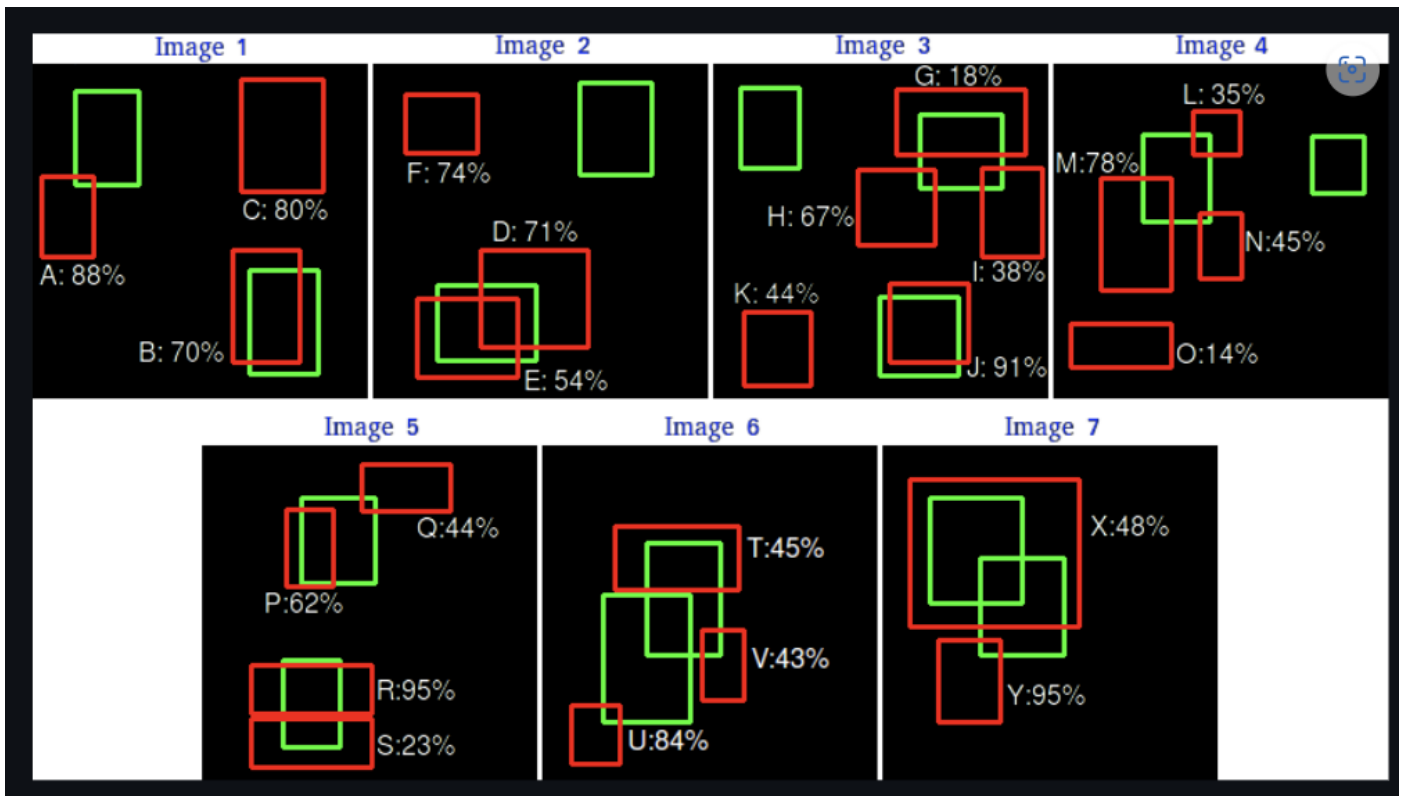 Image 1
Image 2
Image 3
Image 4
G: 18%
L: 35%
M:78%
F: 74%
C: 80%
H: 67%
D: 71%
N:45%
A: 88%
I: 38%
K: 44%
B: 70%
O:14%
J: 91%
E: 54%
Image 5
Image 6
Image 7
Q:44%
X:48%
T:45%
P:62%
V:43%
R:95%
Y:95%
U:84%
S:23%